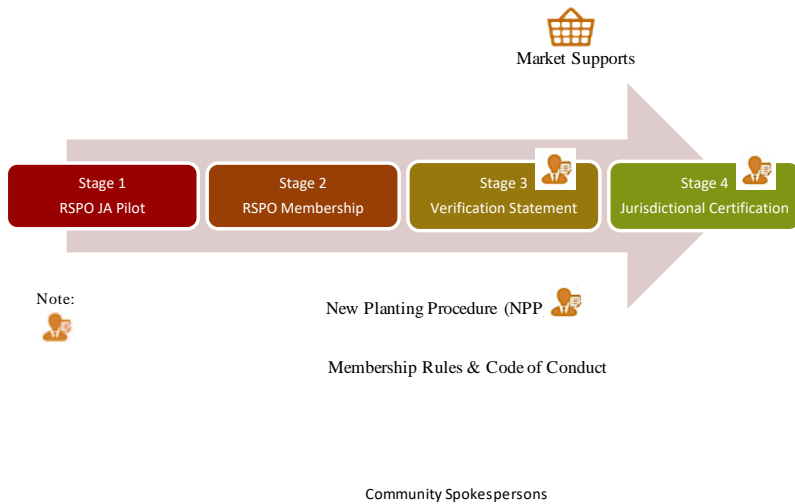 Market Supports
Stage 1
RSPO JA Pilot
Stage 2
RSPO Membership
Stage 3
Verification Statement
Stage 4
Jurisdictional Certification
Note:
New Planting Procedure (NPP
Membership Rules & Code of Conduct
Community Spokespersons